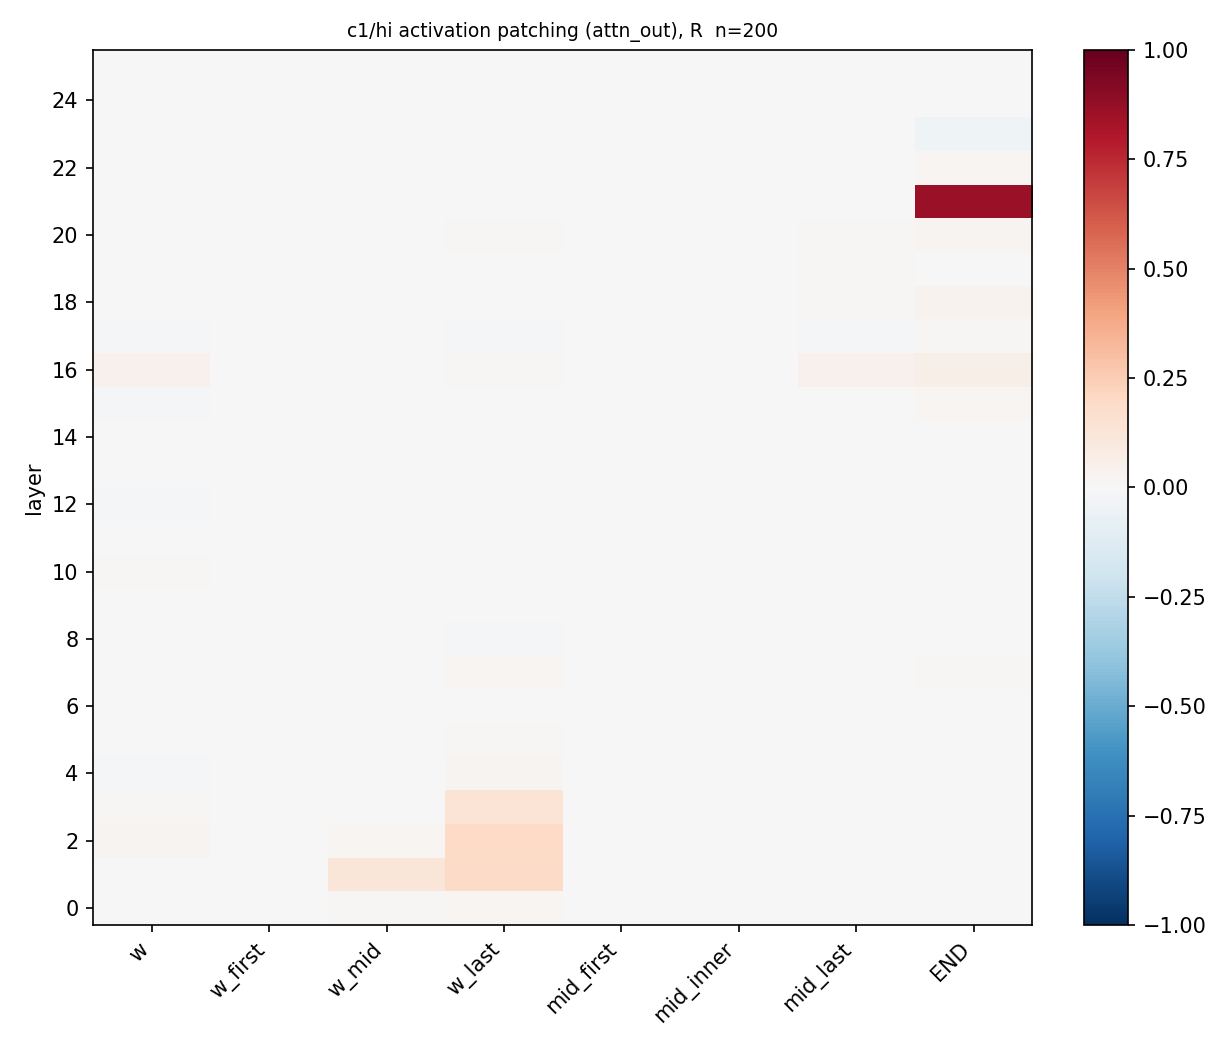 c1/hi activation patching (attn_out), R  n=200
layer
24
22
20
18
16
14
12
10
8
6
4
2
0
w
w_first
w_mid
w_last
mid_first
mid_inner
mid_last
END
1.00
0.75
0.50
0.25
0.00
−0.25
−0.50
−0.75
−1.00